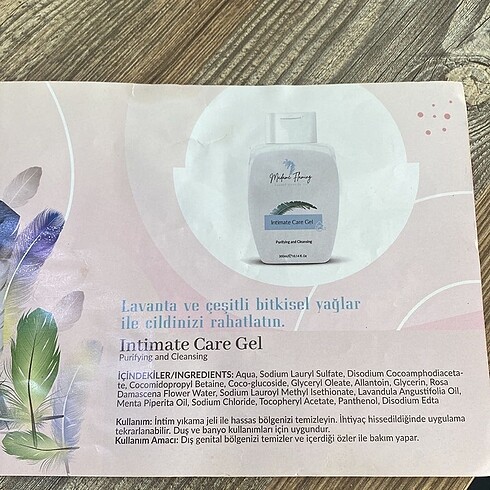 Intimate Care Gel
Purifying and Cleansing
Lavanta ve çeşitli bitkisel yağlar
ile cildinizi rahatlatın.
Intimate Care Gel
Purifying and Cleansing
İÇİNDEKİLER/INGREDIENTS: Aqua, Sodium Lauryl Sulfate, Disodium Cocoamphodiaceta-
te, Cocomidopropyl Betaine, Coco-glucoside, Glyceryl Oleate, Allantoin, Glycerin, Rosa
Damascena Flower Water, Sodium Lauroyl Methyl Isethionate, Lavandula Angustifolia Oil,
Menta Piperita Oil, Sodium Chloride, Tocopheryl Acetate, Panthenol, Disodium Edta
Kullanım: İntim yıkama jeli ile hassas bölgenizi temizleyin. İhtiyaç hissedildiğinde uygulama
tekrarlanabilir. Duş ve banyo kullanımları için uygundur.
Kullanım Amacı: Dış genital bölgenizi temizler ve içerdiği özler ile bakım yapar.